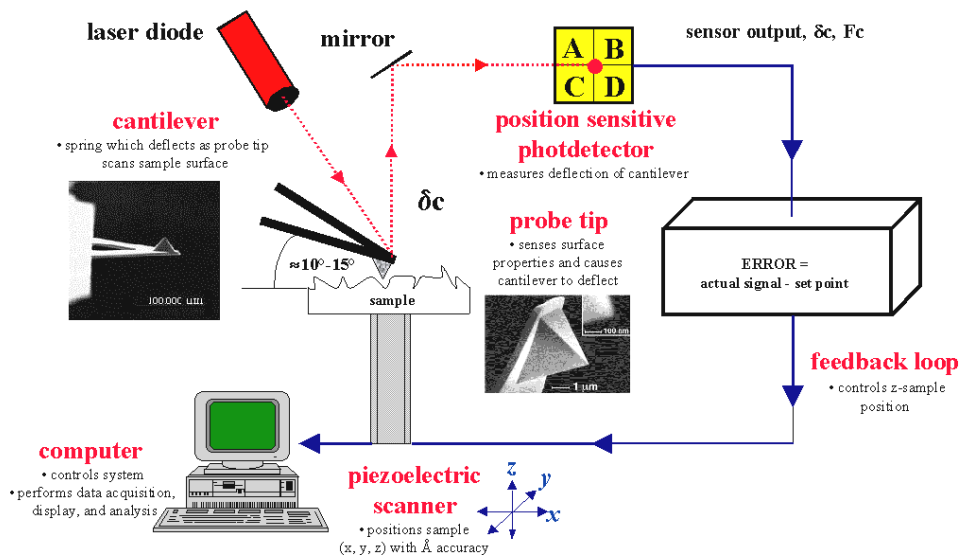 laser diode
mirror
A B
C D
sensor output, δc, Fc
cantilever
• spring which deflects as probe tip
scans sample surface
position sensitive
photdetector
• measures deflection of cantilever
δc
probe tip
• senses surface
properties and causes
cantilever to deflect
≈10°-15°
100.000 µm
sample
100 nm
1 µm
ERROR =
actual signal - set point
feedback loop
• controls z-sample
position
computer
• controls system
• performs data acquisition,
display, and analysis
piezoelectric
scanner
• positions sample
(x, y, z) with Å accuracy
z
y
x